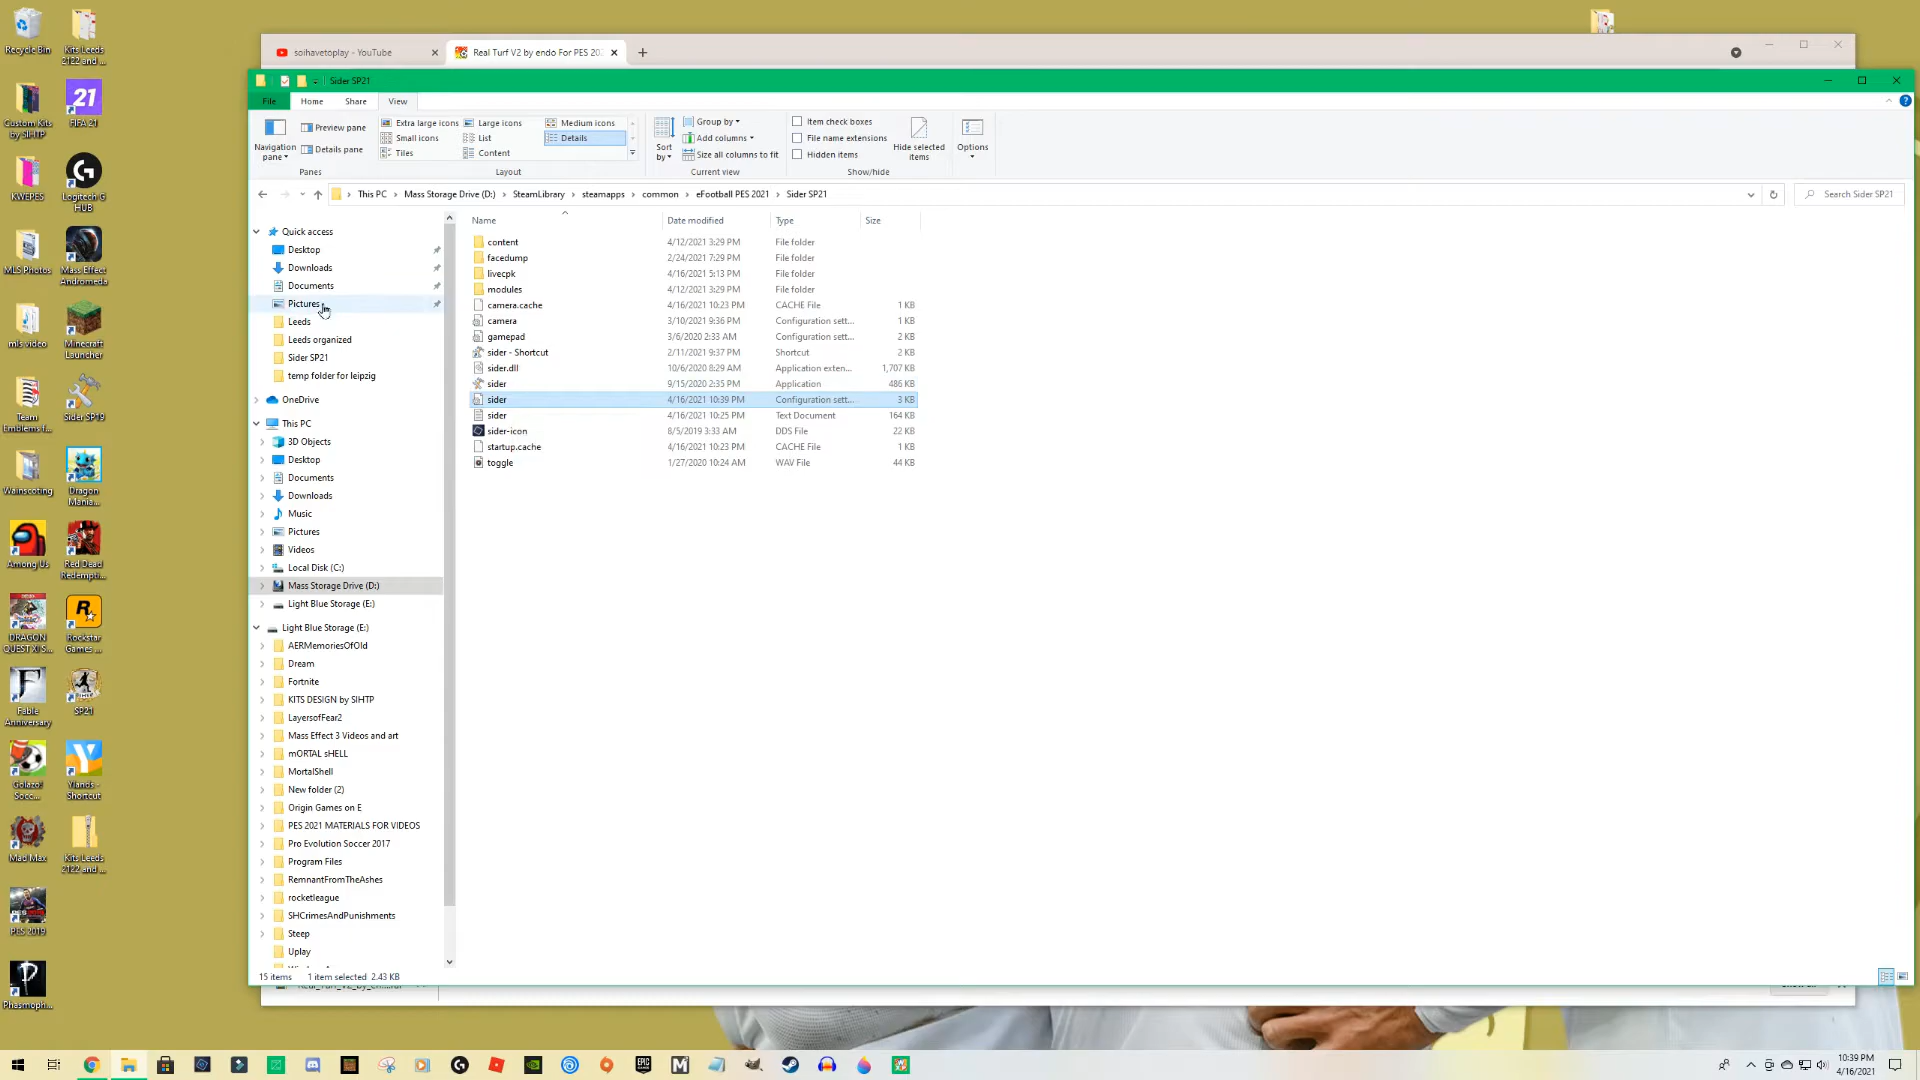 Recycle Bin
Kits Leeds 2122 and ...
Custom Kits by SIHTP
FIFA 21
KWEPES
Logitech G HUB
MLS Photos
Mass Effect Andromeda
mls video
Minecraft Launcher
Team Emblems f...
Sider SP19
Wainscoting
Dragon Mania...
Among Us
Red Dead Redempti...
DRAGON QUEST XI S...
Rockstar Games ...
Fable Anniversary
SP21
Golazo! Socc...
Ylands - Shortcut
Mad Max
Kits Leeds 2122 and ...
PES 2019
Phasmoph...
soihavetoplay - YouTube
Real Turf V2 by endo For PES 20
Sider SP21
File Home Share View
Navigation pane
Preview pane
Details pane
Panes
Extra large icons Large icons Medium icons
Small icons List Details
Tiles Content
Layout
Sort by
Group by
Add columns
Size all columns to fit
Current view
Item check boxes
File name extensions
Hidden items
Hide selected items
Show/hide
Options
This PC > Mass Storage Drive (D:) > SteamLibrary > steamapps > common > eFootball PES 2021 > Sider SP21
Search Sider SP21
Quick access
Desktop
Downloads
Documents
Pictures
Leeds
Leeds organized
Sider SP21
temp folder for leipzig
OneDrive
This PC
3D Objects
Desktop
Documents
Downloads
Music
Pictures
Videos
Local Disk (C:)
Mass Storage Drive (D:)
Light Blue Storage (E:)
Light Blue Storage (E:)
AERMemoriesOfOld
Dream
Fortnite
KITS DESIGN by SIHTP
LayersofFear2
Mass Effect 3 Videos and art
mORTAL sHELL
MortalShell
New folder (2)
Origin Games on E
PES 2021 MATERIALS FOR VIDEOS
Pro Evolution Soccer 2017
Program Files
RemnantFromTheAshes
rocketleague
SHCrimesAndPunishments
Steep
Uplay
Name Date modified Type Size
content 4/12/2021 3:29 PM File folder
facedump 2/24/2021 7:29 PM File folder
livecpk 4/16/2021 5:13 PM File folder
modules 4/12/2021 3:29 PM File folder
camera.cache 4/16/2021 10:23 PM CACHE File 1 KB
camera 3/10/2021 9:36 PM Configuration sett... 1 KB
gamepad 3/6/2020 2:33 AM Configuration sett... 2 KB
sider - Shortcut 2/11/2021 9:37 PM Shortcut 2 KB
sider.dll 10/6/2020 8:29 AM Application exten... 1,707 KB
sider 9/15/2020 2:35 PM Application 486 KB
sider 4/16/2021 10:39 PM Configuration sett... 3 KB
sider 4/16/2021 10:25 PM Text Document 164 KB
sider-icon 8/5/2019 3:33 AM DDS File 22 KB
startup.cache 4/16/2021 10:23 PM CACHE File 1 KB
toggle 1/27/2020 10:24 AM WAV File 44 KB
15 items 1 item selected 2.43 KB
10:39 PM
4/16/2021